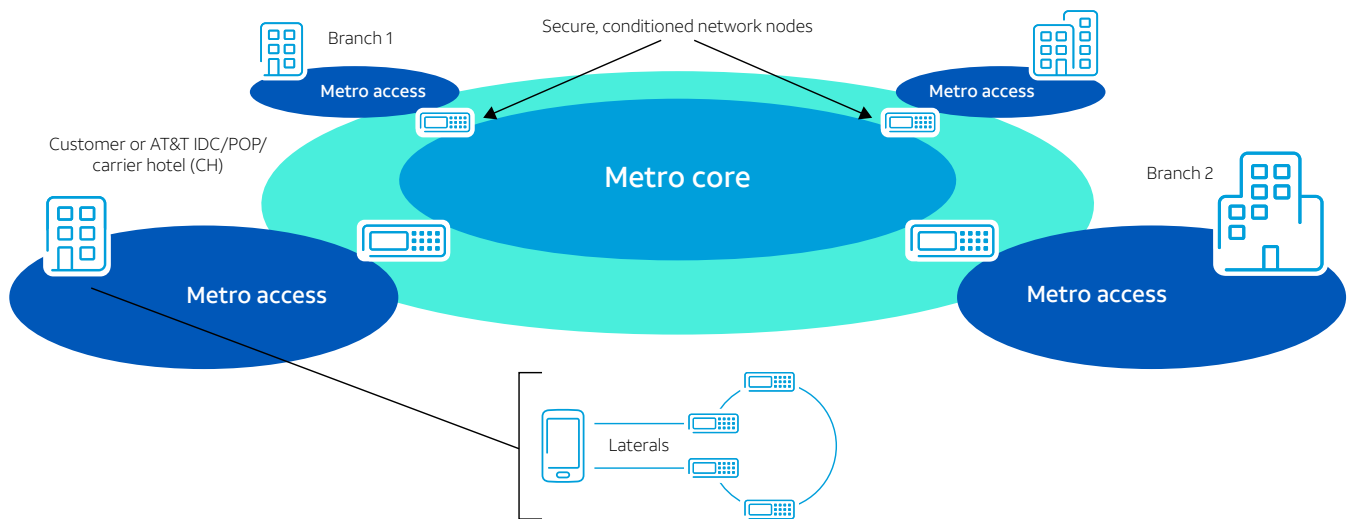 Branch 1
Secure, conditioned network nodes
Metro access
Metro access
Customer or AT&T IDC/POP/
carrier hotel (CH)
Metro core
Branch 2
Metro access
Metro access
Laterals